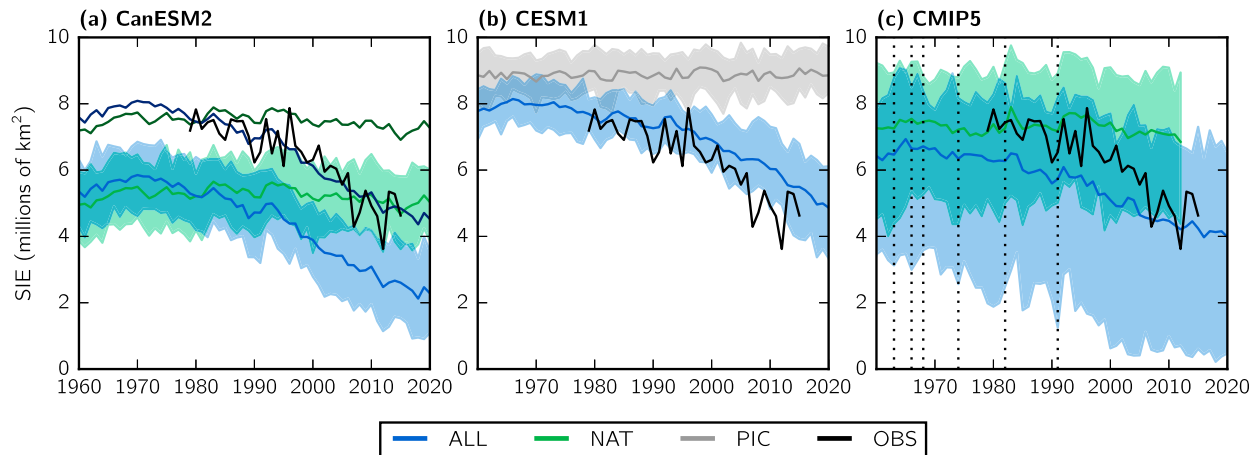 (a) CanESM2 (b) CESM1 (c) CMIP5
10 10 10
8 8 8
6 6 6
4 4 4
2 2 2
0 0 0
SIE (millions of km²)
1960 1970 1980 1990 2000 2010 2020 1970 1980 1990 2000 2010 2020 1970 1980 1990 2000 2010 2020
ALL NAT PIC OBS